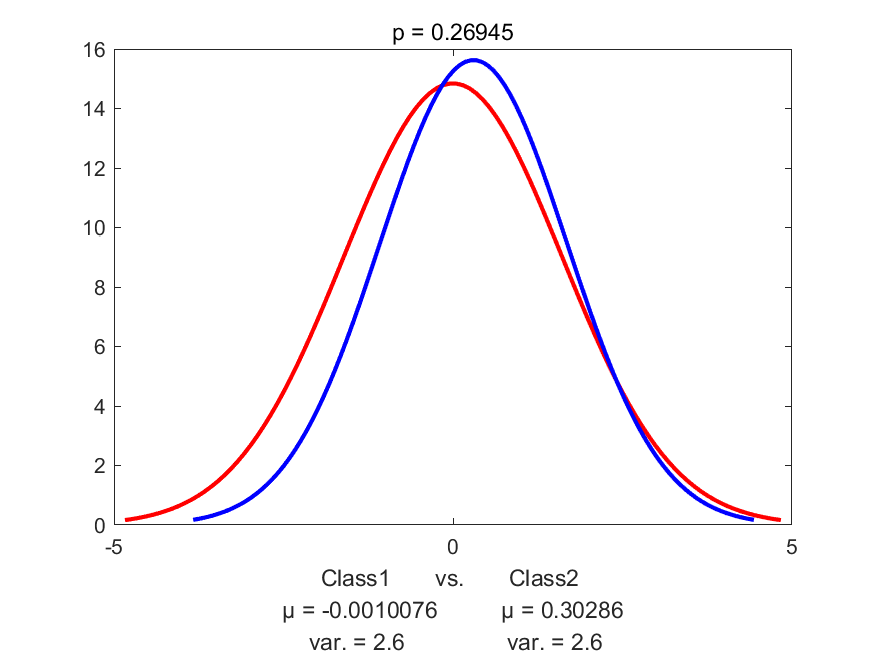 p = 0.26945
16
14
12
10
8
6
4
2
0
-5 0 5
Class1 vs. Class2
μ = -0.0010076 μ = 0.30286
var. = 2.6 var. = 2.6